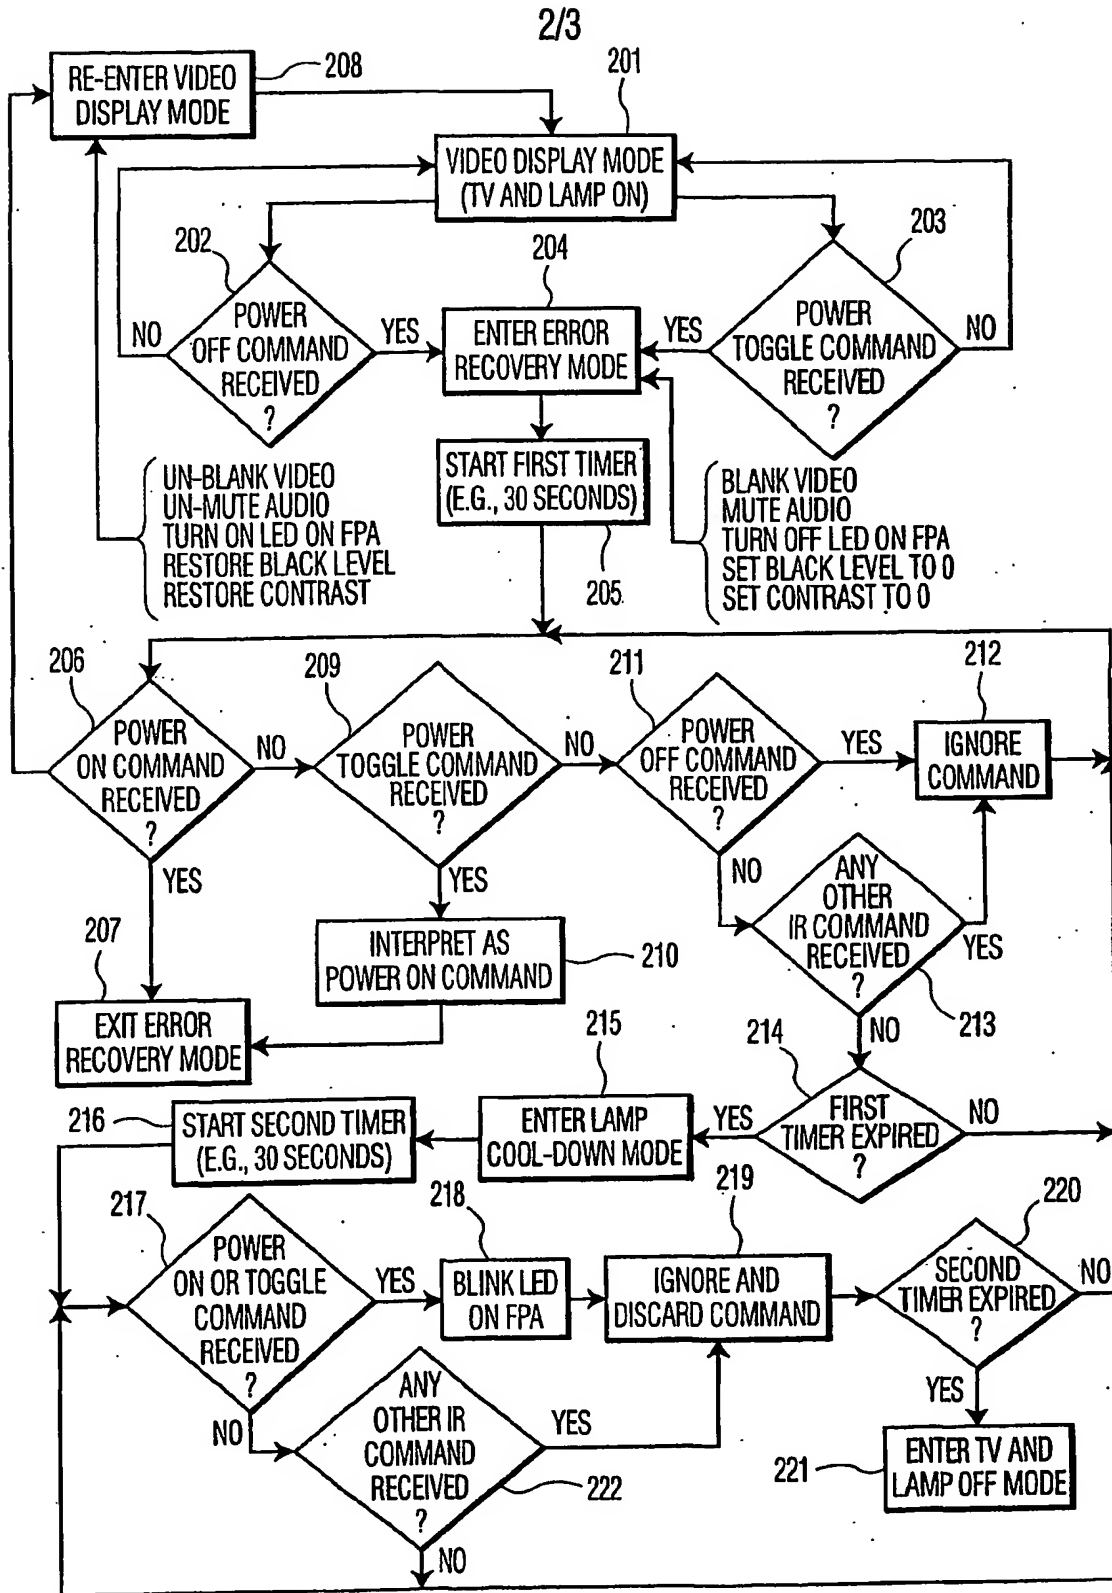 2/3
RE-ENTER VIDEO
DISPLAY MODE
208
201
VIDEO DISPLAY MODE
(TV AND LAMP ON)
202
POWER
OFF COMMAND
RECEIVED
?
NO
YES
204
ENTER ERROR
RECOVERY MODE
203
POWER
TOGGLE COMMAND
RECEIVED
?
YES
NO
START FIRST TIMER
(E.G., 30 SECONDS)
205
UN-BLANK VIDEO
UN-MUTE AUDIO
TURN ON LED ON FPA
RESTORE BLACK LEVEL
RESTORE CONTRAST
BLANK VIDEO
MUTE AUDIO
TURN OFF LED ON FPA
SET BLACK LEVEL TO 0
SET CONTRAST TO 0
206
POWER
ON COMMAND
RECEIVED
?
NO
YES
209
POWER
TOGGLE COMMAND
RECEIVED
?
NO
YES
211
POWER
OFF COMMAND
RECEIVED
?
YES
NO
212
IGNORE
COMMAND
ANY
OTHER
IR COMMAND
RECEIVED
?
YES
NO
213
INTERPRET AS
POWER ON COMMAND
210
207
EXIT ERROR
RECOVERY MODE
214
FIRST
TIMER EXPIRED
?
YES
NO
215
ENTER LAMP
COOL-DOWN MODE
216
START SECOND TIMER
(E.G., 30 SECONDS)
217
POWER
ON OR TOGGLE
COMMAND
RECEIVED
?
YES
NO
218
BLINK LED
ON FPA
219
IGNORE AND
DISCARD COMMAND
220
SECOND
TIMER EXPIRED
?
NO
YES
ANY
OTHER IR
COMMAND
RECEIVED
?
YES
NO
222
221
ENTER TV AND
LAMP OFF MODE